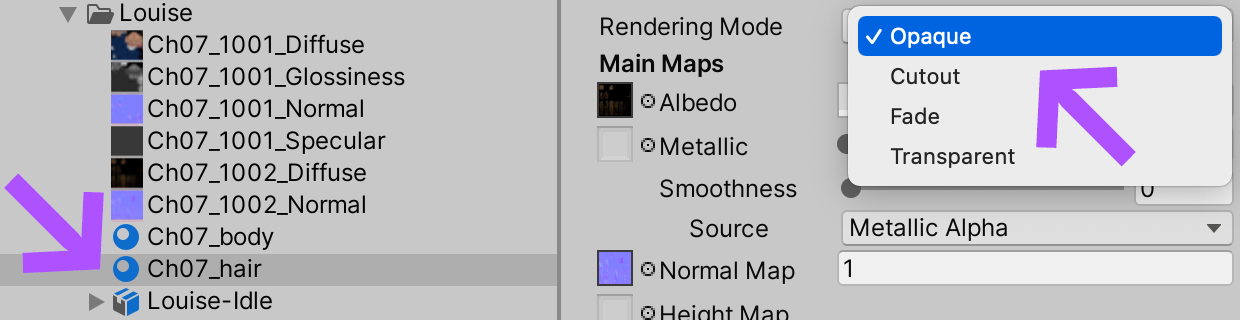 Louise
Ch07_1001_Diffuse
Ch07_1001_Glossiness
Ch07_1001_Normal
Ch07_1001_Specular
Ch07_1002_Diffuse
Ch07_1002_Normal
Ch07_body
Ch07_hair
Louise-Idle
Rendering Mode
✓ Opaque
Cutout
Fade
Transparent
Main Maps
Albedo
Metallic
Smoothness 0
Source Metallic Alpha
Normal Map 1
Height Map